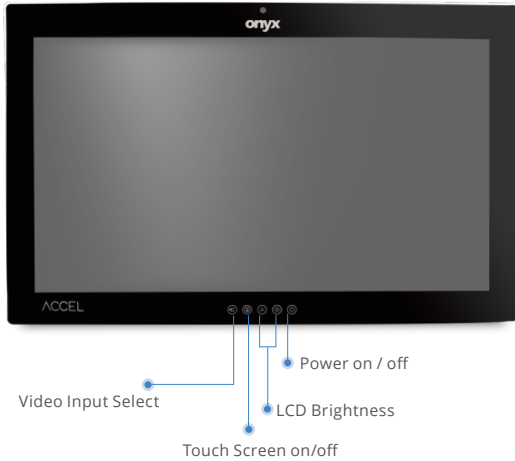 onyx
ACCEL
Power on / off
Video Input Select
LCD Brightness
Touch Screen on/off